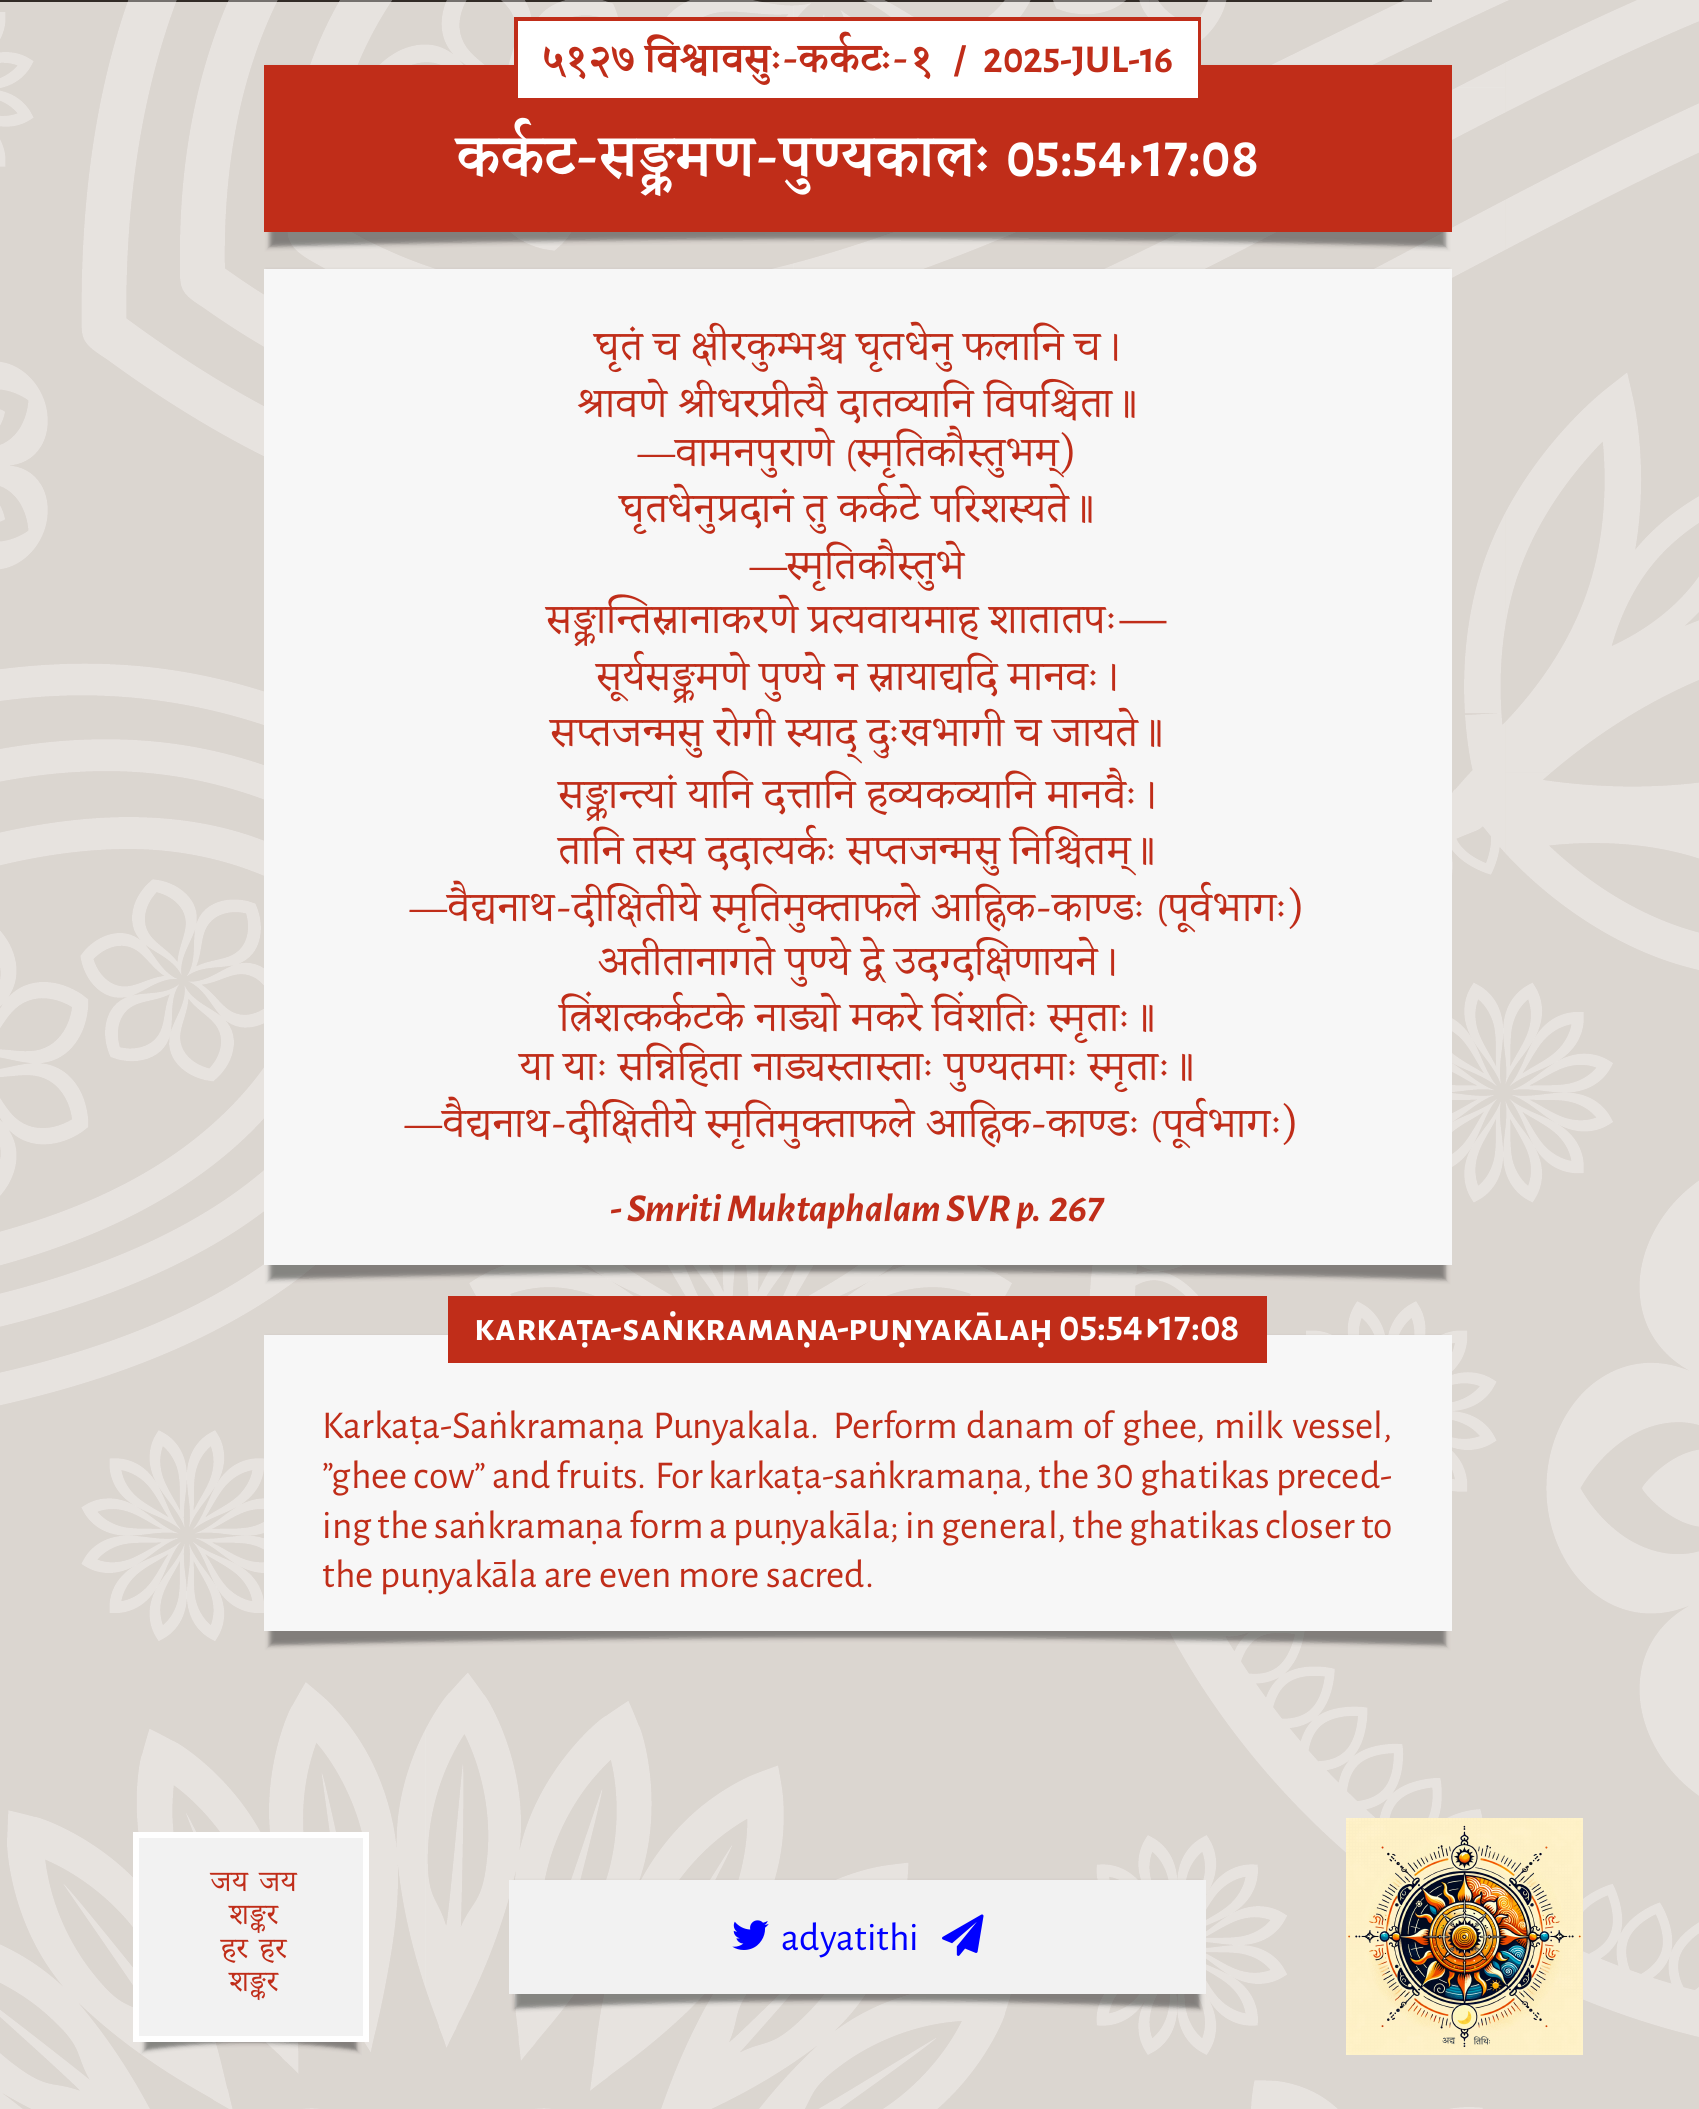 ५१२७ विश्वावसुः-कर्कटः-१ / 2025-JUL-16
कर्कट-सङ्क्रमण-पुण्यकालः 05:54▸17:08
घृतं च क्षीरकुम्भश्च घृतधेनु फलानि च।
श्रावणे श्रीधरप्रीत्यै दातव्यानि विपश्चिता॥
—वामनपुराणे (स्मृतिकौस्तुभम्)
घृतधेनुप्रदानं तु कर्कटे परिशस्यते॥
—स्मृतिकौस्तुभे
सङ्क्रान्तिस्नानाकरणे प्रत्यवायमाह शातातपः—
सूर्यसङ्क्रमणे पुण्ये न स्नायाद्यदि मानवः।
सप्तजन्मसु रोगी स्याद् दुःखभागी च जायते॥
सङ्क्रान्त्यां यानि दत्तानि हव्यकव्यानि मानवैः।
तानि तस्य ददात्यर्कः सप्तजन्मसु निश्चितम्॥
—वैद्यनाथ-दीक्षितीये स्मृतिमुक्ताफले आह्निक-काण्डः (पूर्वभागः)
अतीतानागते पुण्ये द्वे उदग्दक्षिणायने।
त्रिंशत्कर्कटके नाड्यो मकरे विंशतिः स्मृताः॥
या याः सन्निहिता नाड्यस्तास्ताः पुण्यतमाः स्मृताः॥
—वैद्यनाथ-दीक्षितीये स्मृतिमुक्ताफले आह्निक-काण्डः (पूर्वभागः)
- Smriti Muktaphalam SVR p. 267
KARKAṬA-SAṄKRAMAṆA-PUṆYAKĀLAḤ 05:54▸17:08
Karkaṭa-Saṅkramaṇa Punyakala. Perform danam of ghee, milk vessel,
”ghee cow” and fruits. For karkaṭa-saṅkramaṇa, the 30 ghatikas preced-
ing the saṅkramaṇa form a puṇyakāla; in general, the ghatikas closer to
the puṇyakāla are even more sacred.
जय जय
शङ्कर
हर हर
शङ्कर
adyatithi
अद्य तिथिः